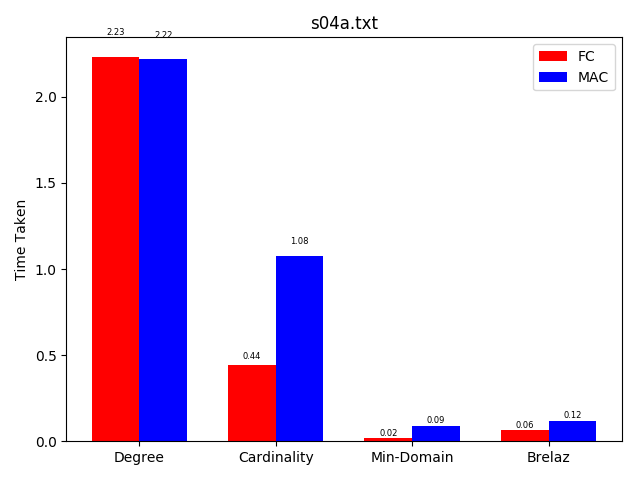 s04a.txt
2.23
2.22
FC
MAC
2.0
1.5
Time Taken
1.08
1.0
0.5
0.44
0.02
0.09
0.06
0.12
0.0
Degree
Cardinality
Min-Domain
Brelaz